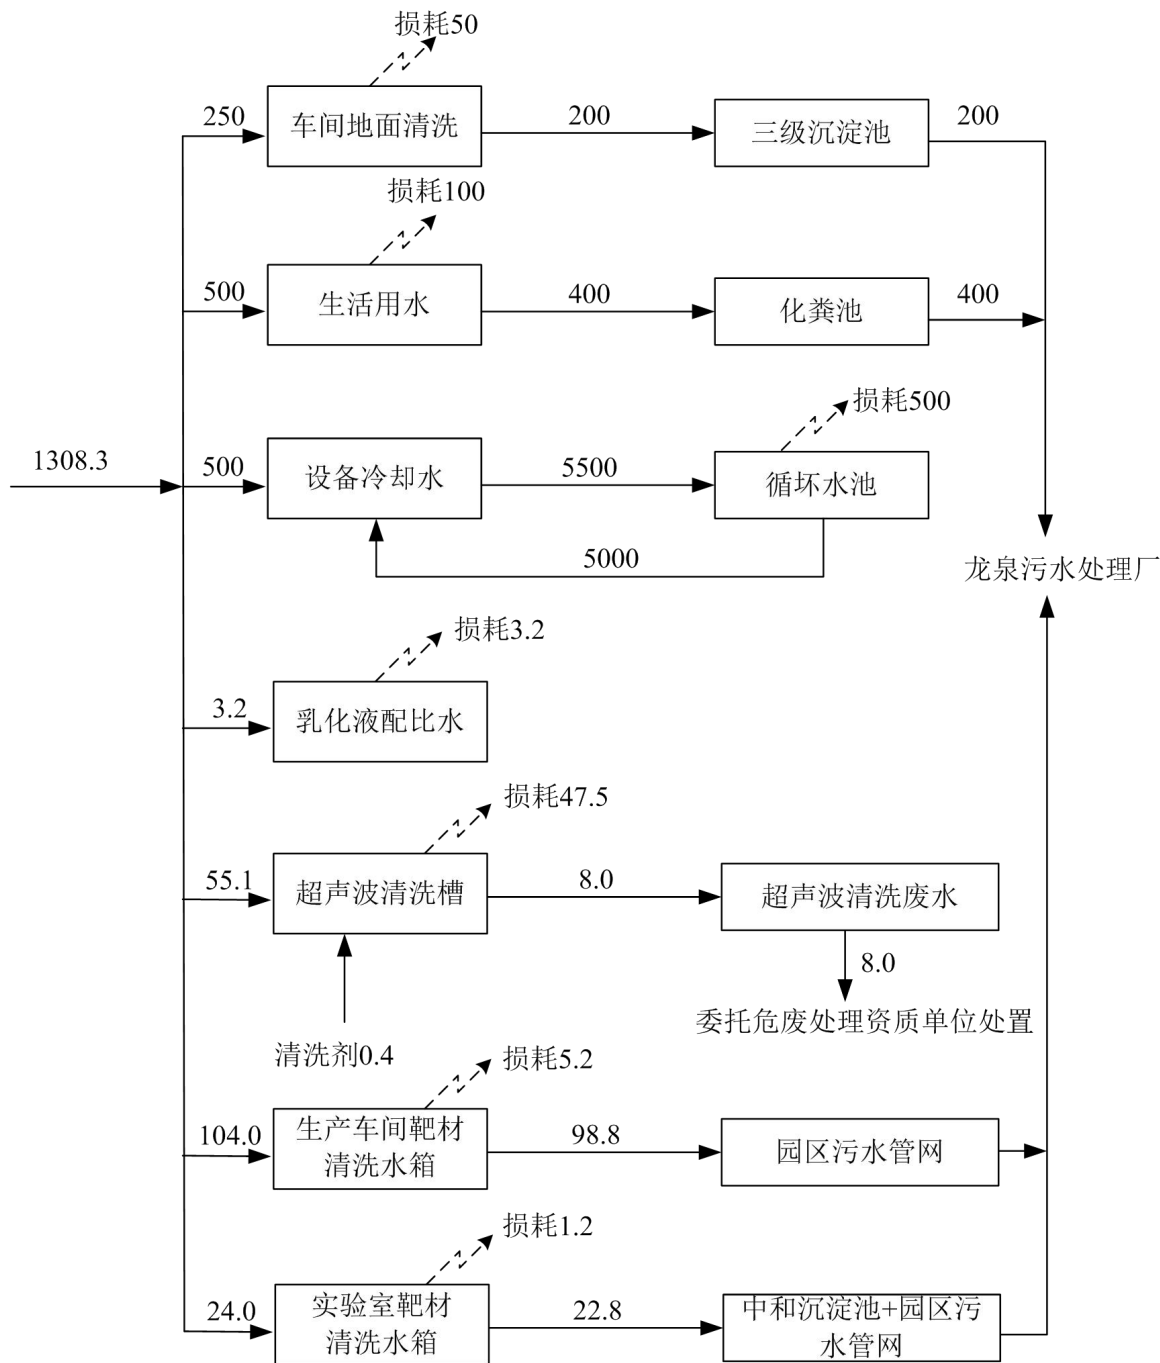 损耗50
250
车间地面清洗
200
三级沉淀池
200
损耗100
500
生活用水
400
化粪池
400
1308.3
500
设备冷却水
5500
损耗500
循环水池
5000
龙泉污水处理厂
损耗3.2
3.2
乳化液配比水
损耗47.5
55.1
超声波清洗槽
8.0
超声波清洗废水
8.0
委托危废处理资质单位处置
清洗剂0.4
损耗5.2
104.0
生产车间靶材
清洗水箱
98.8
园区污水管网
损耗1.2
24.0
实验室靶材
清洗水箱
22.8
中和沉淀池+园区污
水管网